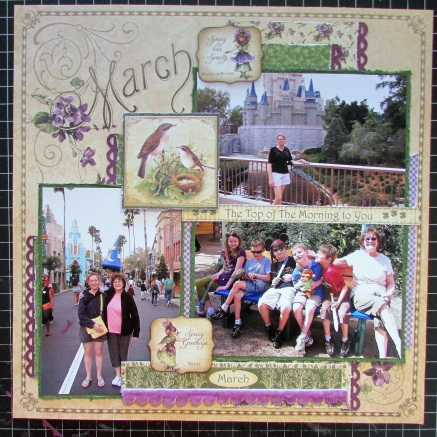 March
Spring
has
Sprung
The Top of The Morning to You
Spring
Greetings
March